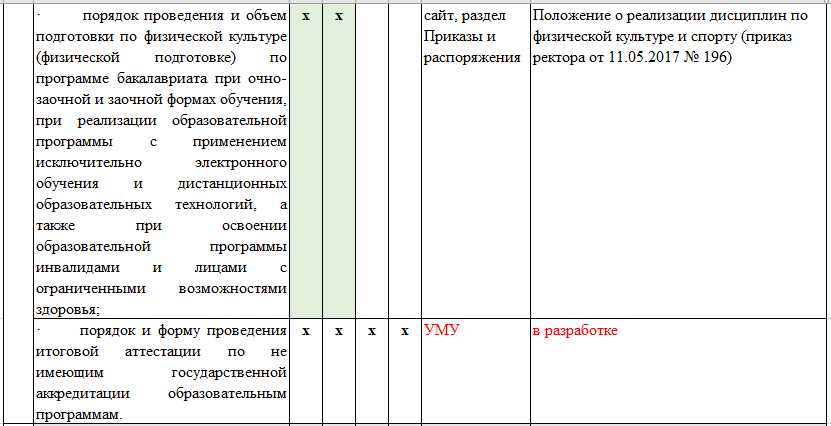 · порядок проведения и объем
подготовки по физической культуре
(физической подготовке) по
программе бакалавриата при очно-
заочной и заочной формах обучения,
при реализации образовательной
программы с применением
исключительно электронного
обучения и дистанционных
образовательных технологий, а
также при освоении
образовательной программы
инвалидами и лицами с
ограниченными возможностями
здоровья;
х х
сайт, раздел
Приказы и
распоряжения
Положение о реализации дисциплин по
физической культуре и спорту (приказ
ректора от 11.05.2017 № 196)
· порядок и форму проведения
итоговой аттестации по не
имеющим государственной
аккредитации образовательным
программам.
х х х х
УМУ
в разработке